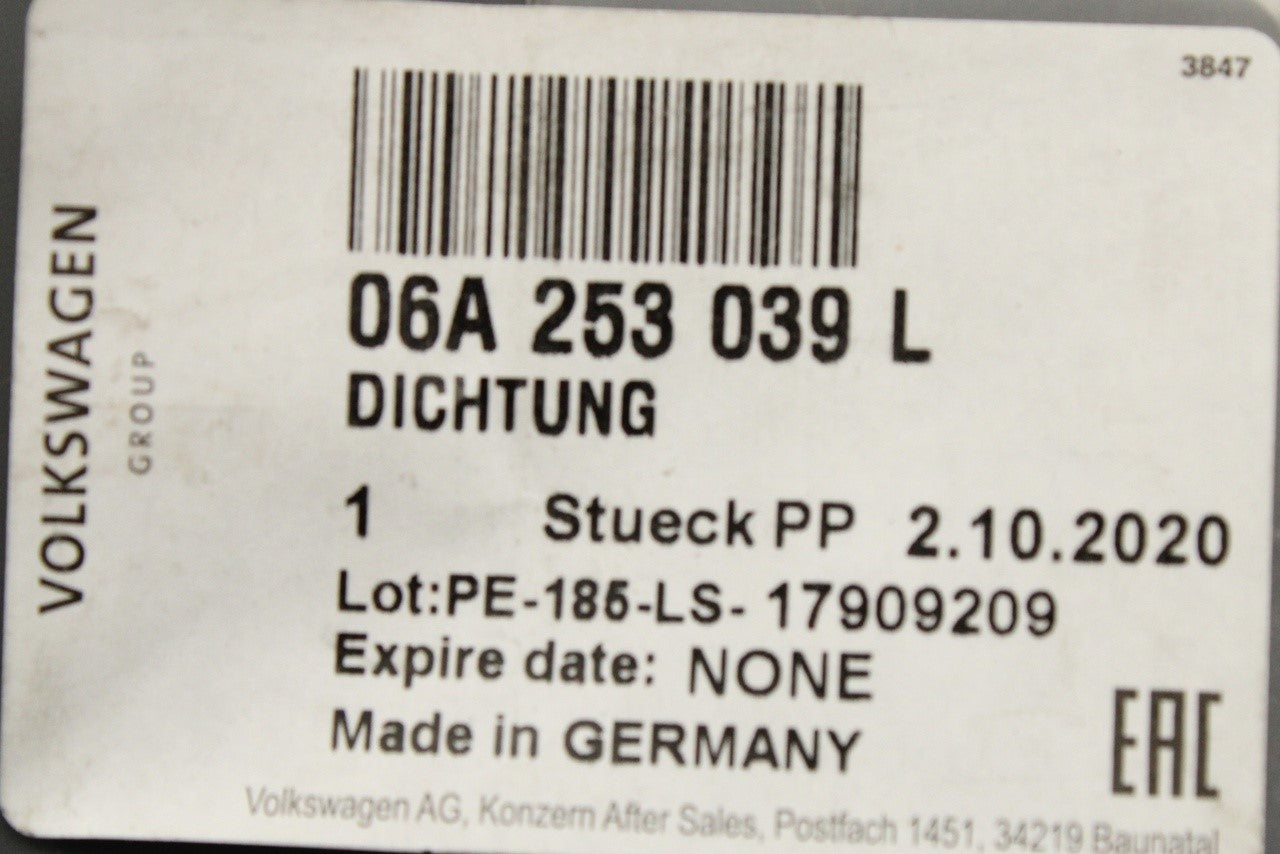 3847
VOLKSWAGEN
GROUP
06A 253 039 L
DICHTUNG
1 Stueck PP 2.10.2020
Lot:PE-185-LS- 17909209
Expire date: NONE
Made in GERMANY
EAC
Volkswagen AG, Konzern After Sales, Postfach 1451, 34219 Baunatal